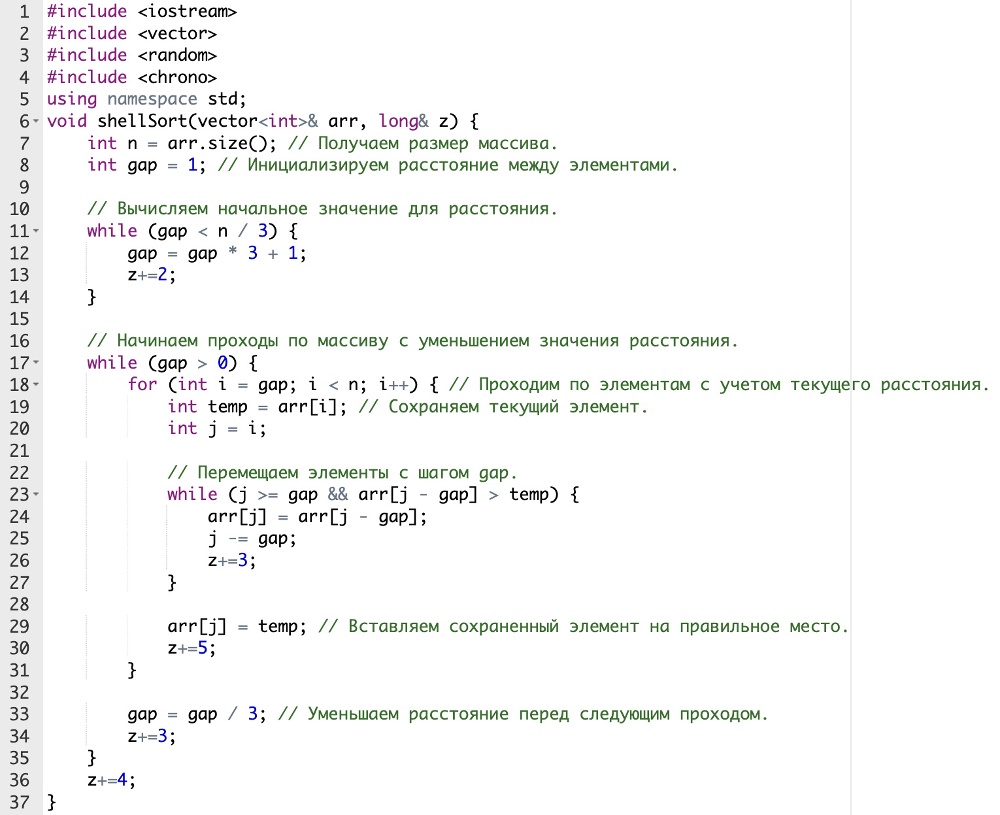 1 #include <iostream>
2 #include <vector>
3 #include <random>
4 #include <chrono>
5 using namespace std;
6 void shellSort(vector<int>& arr, long& z) {
7     int n = arr.size(); // Получаем размер массива.
8     int gap = 1; // Инициализируем расстояние между элементами.
9
10     // Вычисляем начальное значение для расстояния.
11     while (gap < n / 3) {
12         gap = gap * 3 + 1;
13         z+=2;
14     }
15
16     // Начинаем проходы по массиву с уменьшением значения расстояния.
17     while (gap > 0) {
18         for (int i = gap; i < n; i++) { // Проходим по элементам с учетом текущего расстояния.
19             int temp = arr[i]; // Сохраняем текущий элемент.
20             int j = i;
21
22             // Перемещаем элементы с шагом gap.
23             while (j >= gap && arr[j - gap] > temp) {
24                 arr[j] = arr[j - gap];
25                 j -= gap;
26                 z+=3;
27             }
28
29             arr[j] = temp; // Вставляем сохраненный элемент на правильное место.
30             z+=5;
31         }
32
33         gap = gap / 3; // Уменьшаем расстояние перед следующим проходом.
34         z+=3;
35     }
36     z+=4;
37 }